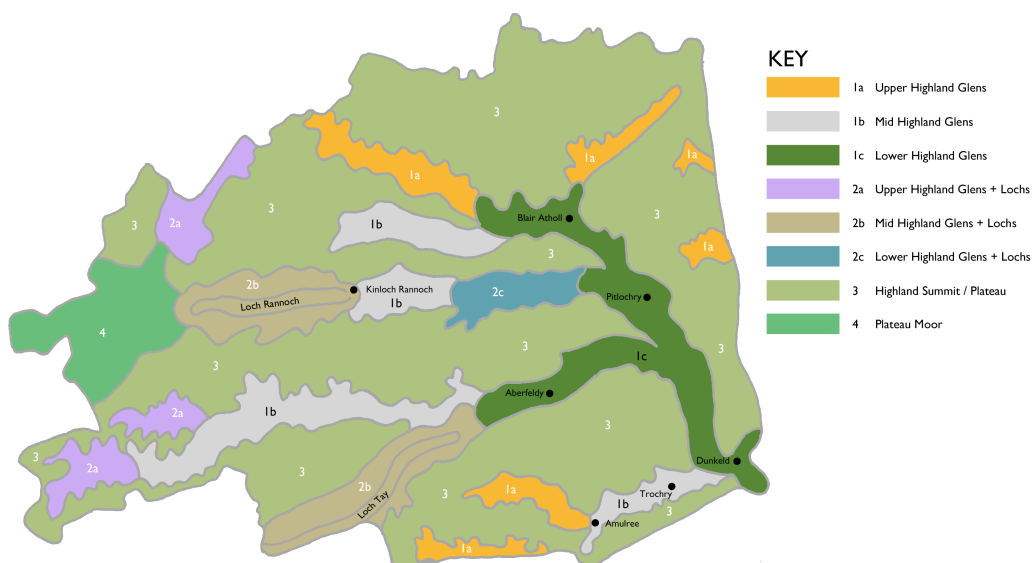 KEY
1a Upper Highland Glens
1b Mid Highland Glens
1c Lower Highland Glens
2a Upper Highland Glens + Lochs
2b Mid Highland Glens + Lochs
2c Lower Highland Glens + Lochs
3 Highland Summit / Plateau
4 Plateau Moor
3
1a
1a
1a
3
3
3
2a
1b
Blair Atholl
1a
3
2b
Kinloch Rannoch
2c
Pitlochry
Loch Rannoch
1b
4
3
3
3
1c
Aberfeldy
2a
1b
3
3
2a
3
Dunkeld
2b
3
1a
Trochry
Loch Tay
1b
3
Amulree
1a